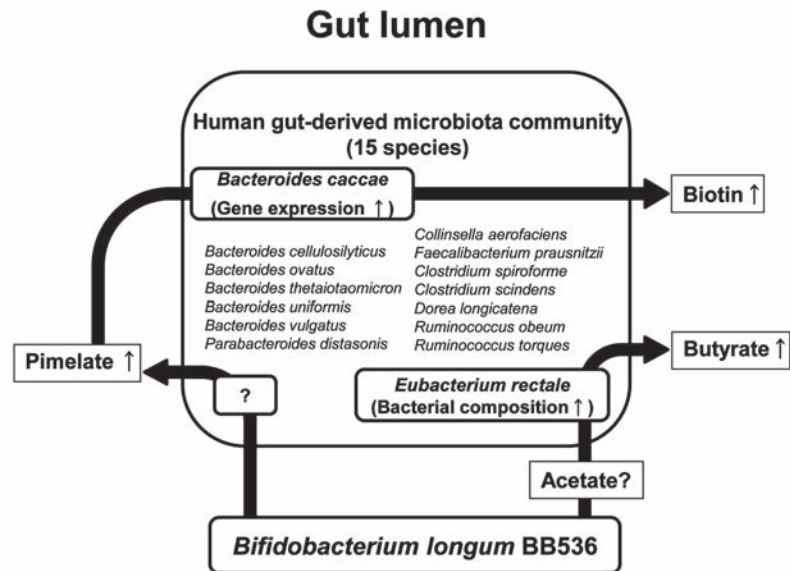 Gut lumen
Human gut-derived microbiota community
(15 species)
Bacteroides caccae
(Gene expression ↑)
Biotin ↑
Bacteroides cellulosilyticus
Bacteroides ovatus
Bacteroides thetaiotaomicron
Bacteroides uniformis
Bacteroides vulgatus
Parabacteroides distasonis
Collinsella aerofaciens
Faecalibacterium prausnitzii
Clostridium spiroforme
Clostridium scindens
Dorea longicatena
Ruminococcus obeum
Ruminococcus torques
Pimelate ↑
Butyrate ↑
?
Eubacterium rectale
(Bacterial composition ↑)
Acetate?
Bifidobacterium longum BB536